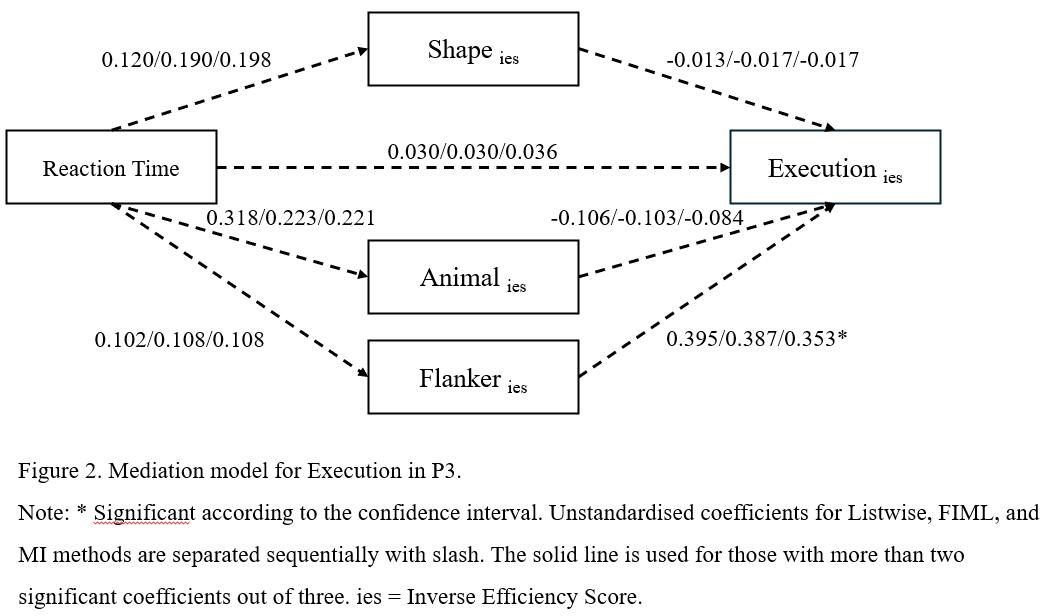 0.120/0.190/0.198
Shape ies
-0.013/-0.017/-0.017
Reaction Time
0.030/0.030/0.036
Execution ies
0.318/0.223/0.221
-0.106/-0.103/-0.084
Animal ies
0.102/0.108/0.108
0.395/0.387/0.353*
Flanker ies
Figure 2. Mediation model for Execution in P3.
Note: * Significant according to the confidence interval. Unstandardised coefficients for Listwise, FIML, and
MI methods are separated sequentially with slash. The solid line is used for those with more than two
significant coefficients out of three. ies = Inverse Efficiency Score.